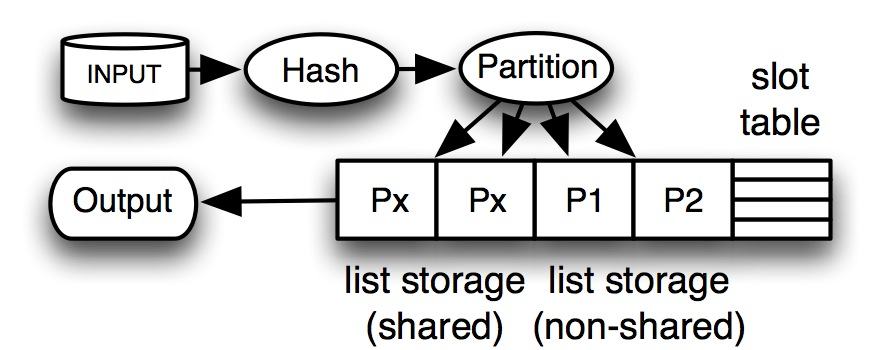 INPUT
Hash
Partition
slot
table
Output
Px
Px
P1
P2
list storage
(shared)
list storage
(non-shared)